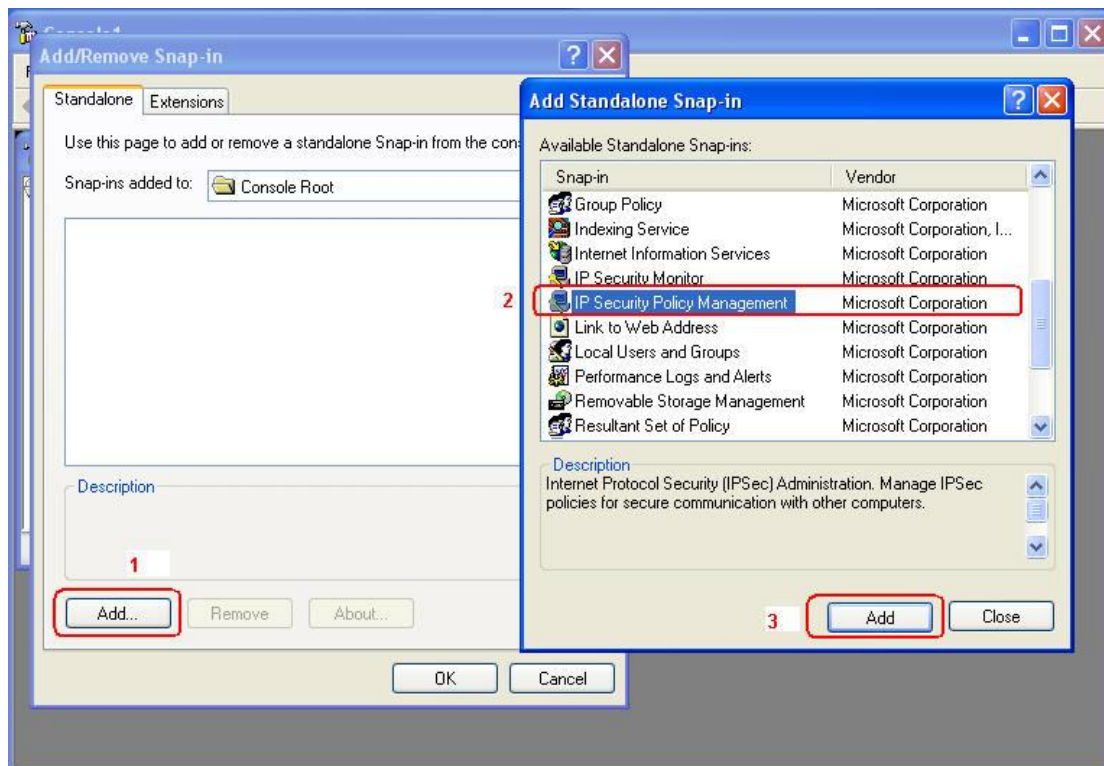 Add/Remove Snap-in
Standalone
Extensions
Use this page to add or remove a standalone Snap-in from the
Snap-ins added to:
Console Root
Description
1
Add...
Remove
About...
OK
Cancel
Add Standalone Snap-in
Available Standalone Snap-ins:
Snap-in Vendor
Group Policy Microsoft Corporation
Indexing Service Microsoft Corporation, I...
Internet Information Services Microsoft Corporation
IP Security Monitor Microsoft Corporation
2
IP Security Policy Management Microsoft Corporation
Link to Web Address Microsoft Corporation
Local Users and Groups Microsoft Corporation
Performance Logs and Alerts Microsoft Corporation
Removable Storage Management Microsoft Corporation
Resultant Set of Policy Microsoft Corporation
Description
Internet Protocol Security (IPSec) Administration. Manage IPSec
policies for secure communication with other computers.
3
Add
Close